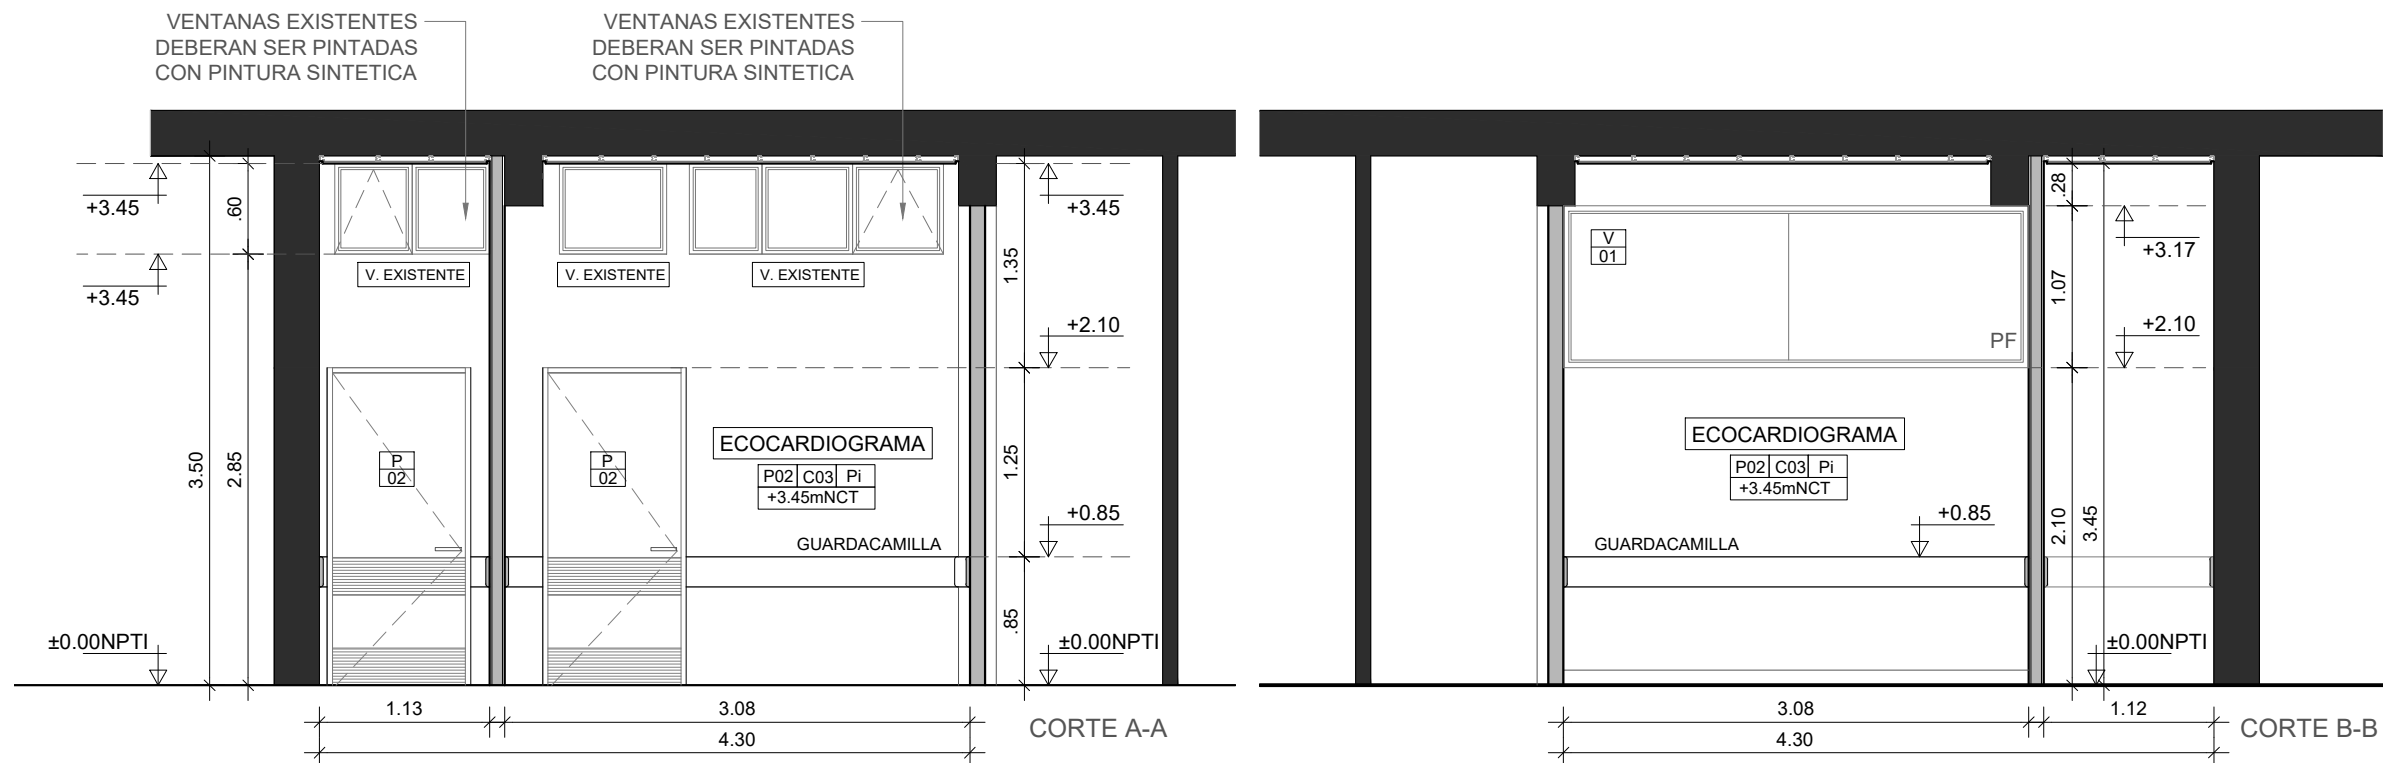 VENTANAS EXISTENTES
DEBERAN SER PINTADAS
CON PINTURA SINTETICA
VENTANAS EXISTENTES
DEBERAN SER PINTADAS
CON PINTURA SINTETICA
+3.45
.60
+3.45
3.50
2.85
±0.00NPTI
V. EXISTENTE
V. EXISTENTE
V. EXISTENTE
P
02
P
02
ECOCARDIOGRAMA
P02 C03 Pi
+3.45mNCT
GUARDACAMILLA
+3.45
1.35
+2.10
1.25
+0.85
.85
±0.00NPTI
1.13
3.08
4.30
CORTE A-A
V
01
PF
ECOCARDIOGRAMA
P02 C03 Pi
+3.45mNCT
GUARDACAMILLA
+0.85
.28
+3.17
1.07
+2.10
2.10
3.45
±0.00NPTI
3.08
1.12
4.30
CORTE B-B